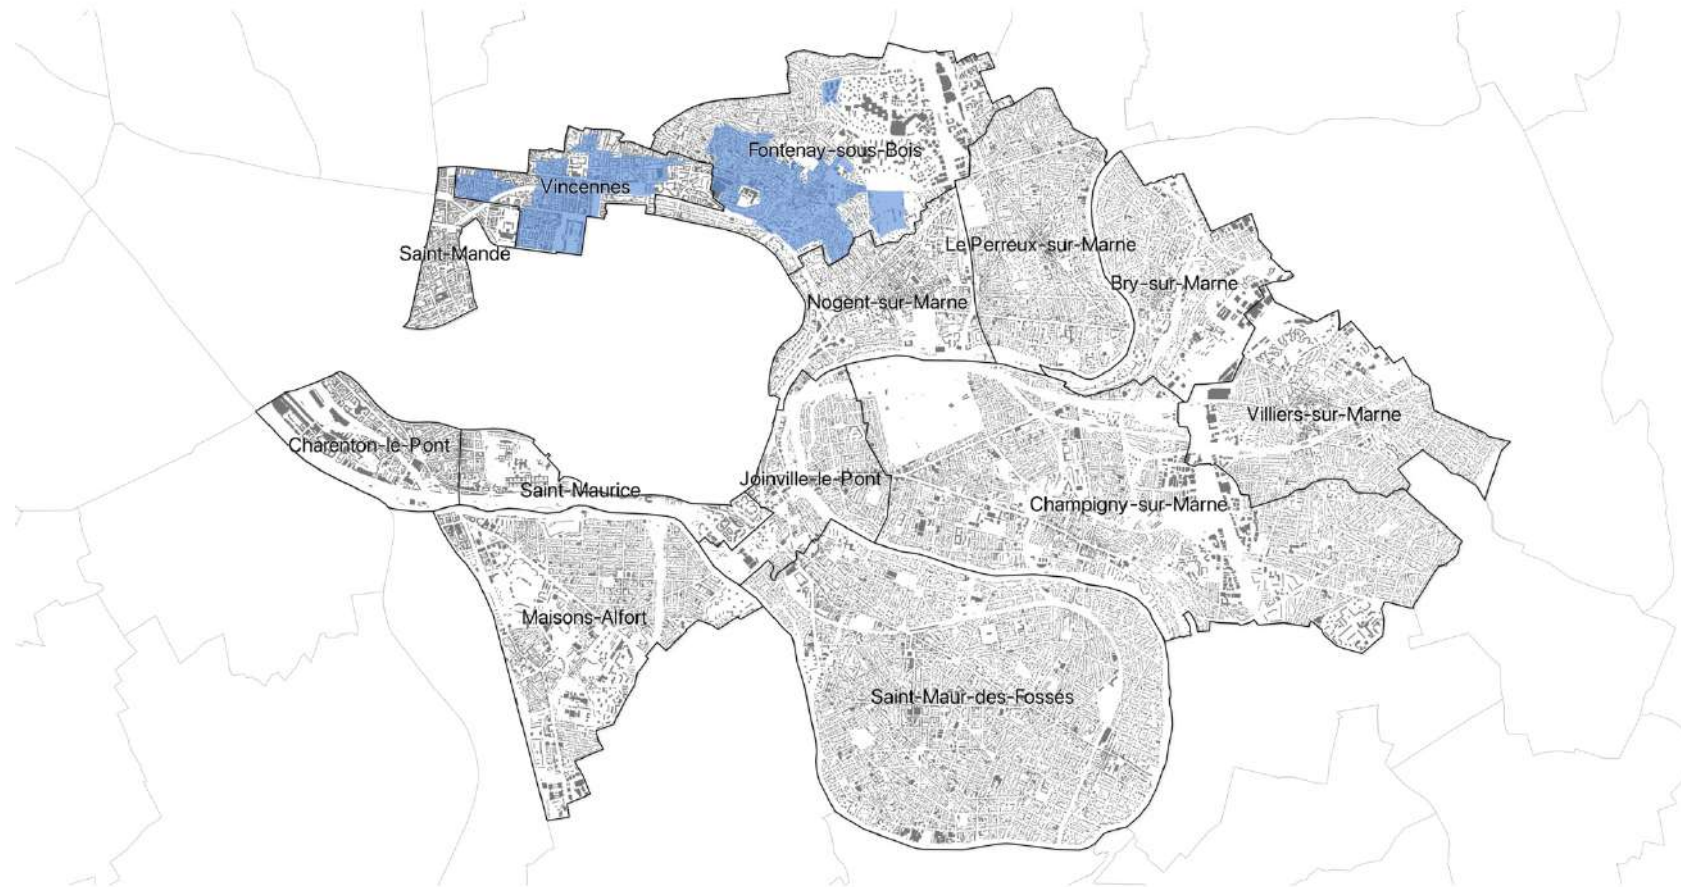 Fontenay-sous-Bois
Vincennes
Saint-Mandé
Le Perreux-sur-Marne
Bry-sur-Marne
Nogent-sur-Marne
Villiers-sur-Marne
Charenton-le-Pont
Joinville-le-Pont
Saint-Maurice
Champigny-sur-Marne
Maisons-Alfort
Saint-Maur-des-Fossés